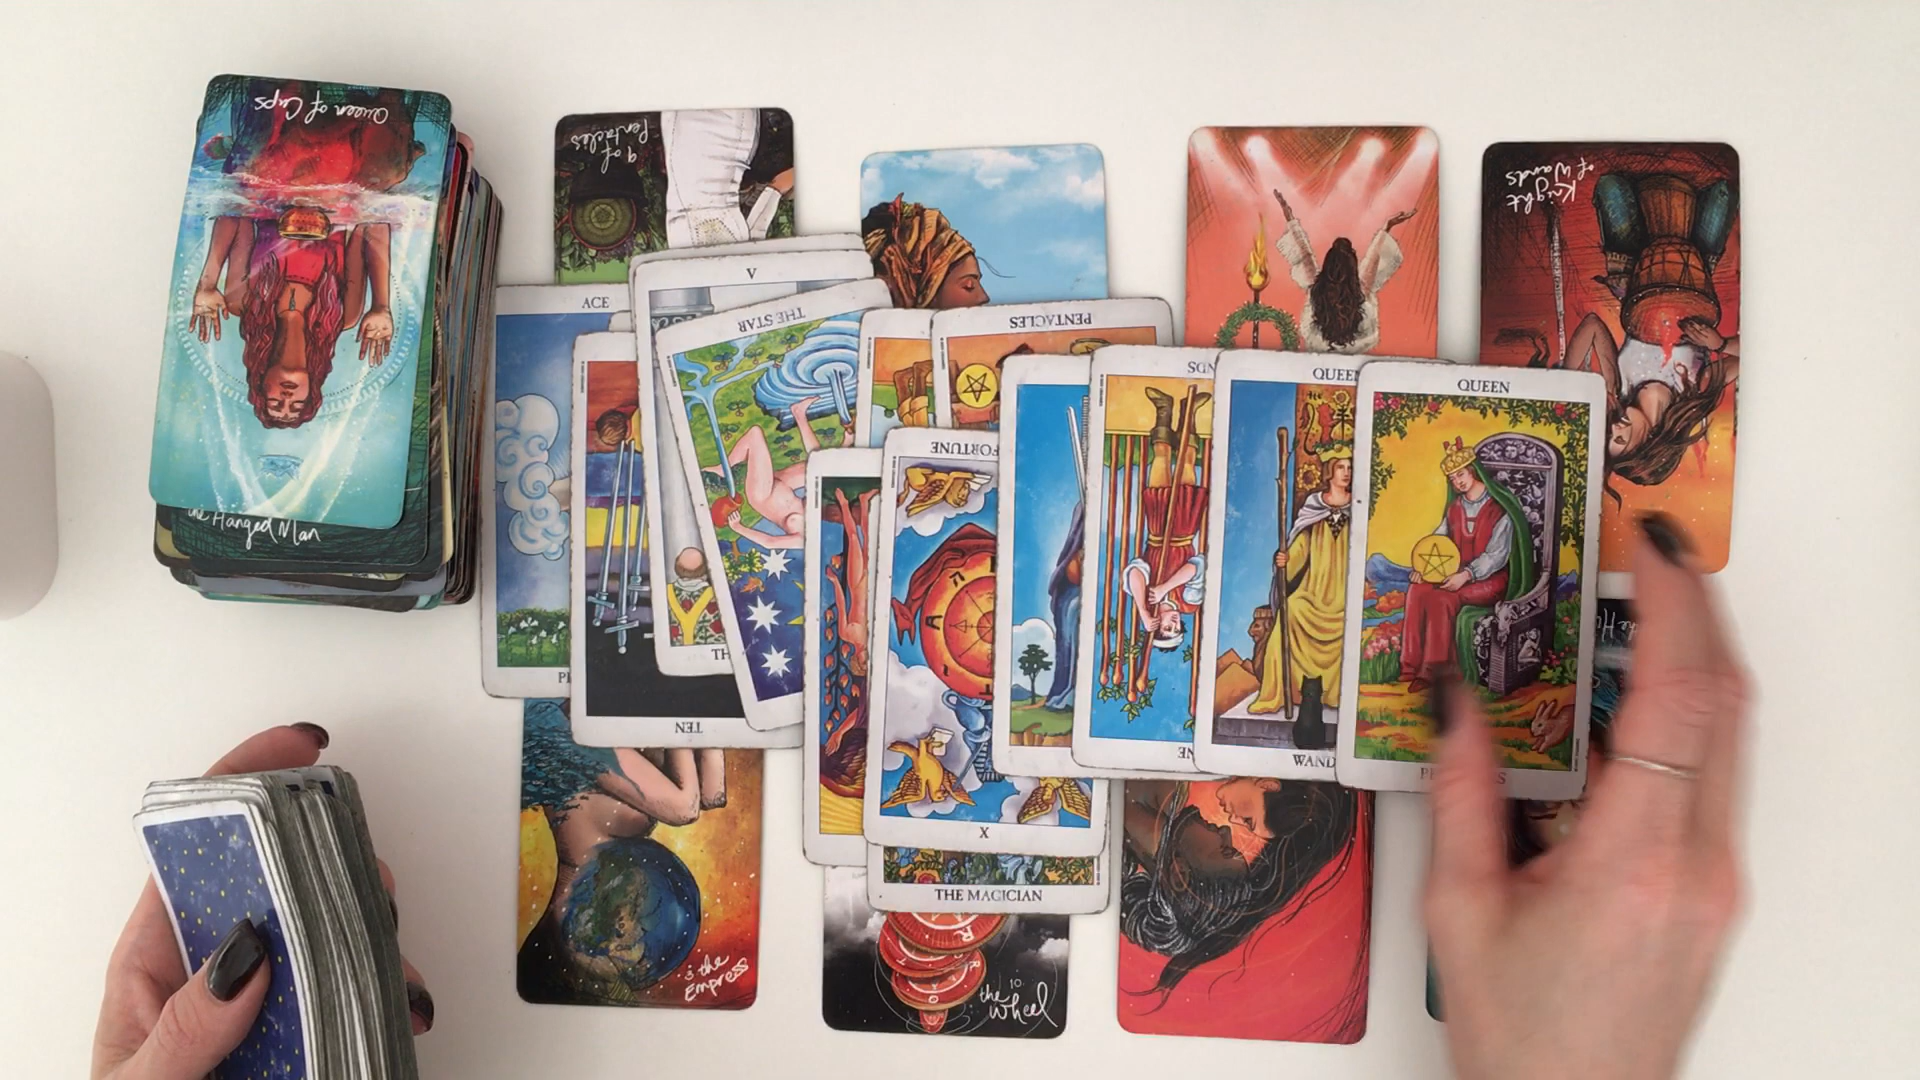 Queen of Cups
the Hanged Man
9 of
Pentacles
Knight
of Wands
ACE
V
THE STAR
PENTACLES
QUEEN
QUEEN
FORTUNE
TEN
X
WAND
THE MAGICIAN
3 the
Empress
10
the Wheel